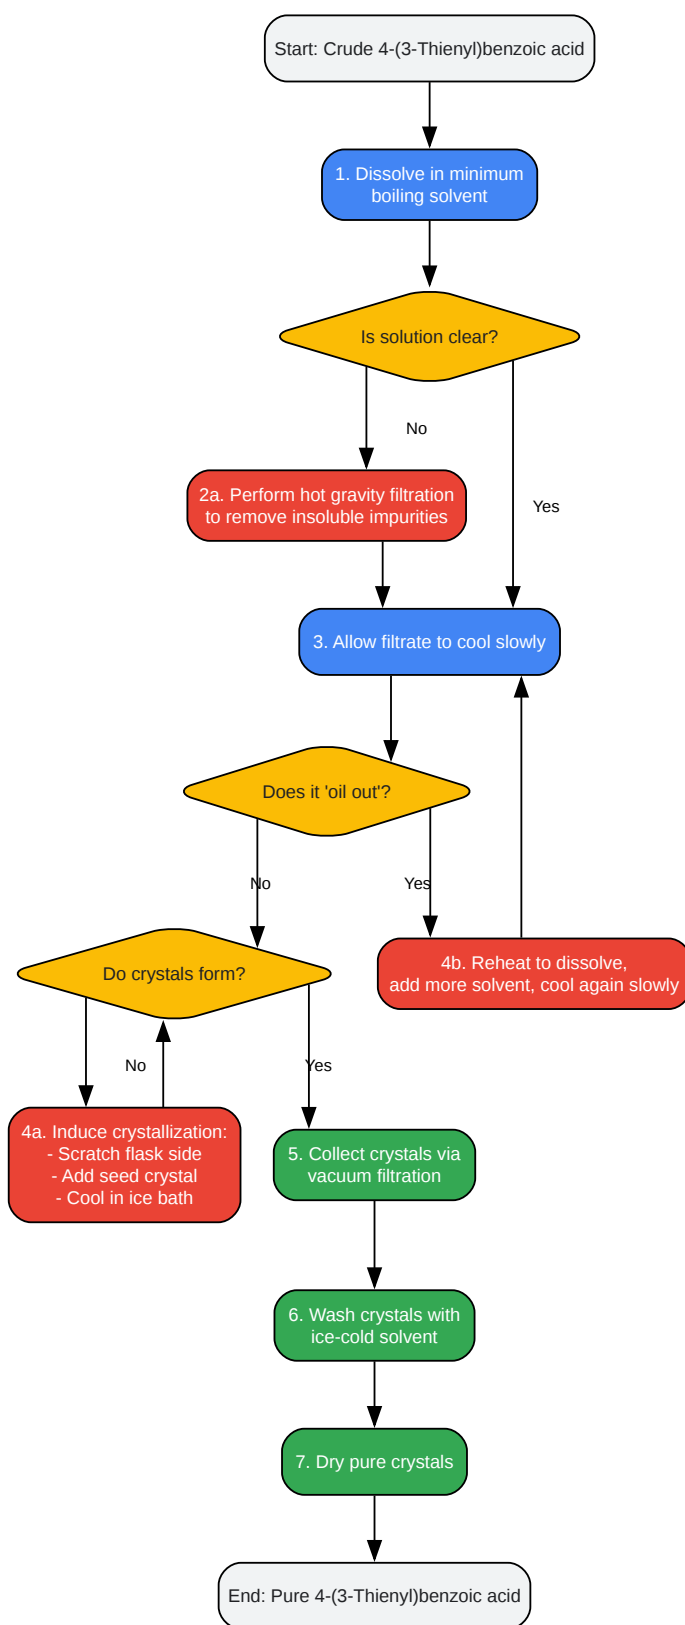 Start: Crude 4-(3-Thienyl)benzoic acid
1. Dissolve in minimum
boiling solvent
Is solution clear?
No
2a. Perform hot gravity filtration
to remove insoluble impurities
Yes
3. Allow filtrate to cool slowly
Does it 'oil out'?
No
Yes
Do crystals form?
4b. Reheat to dissolve,
add more solvent, cool again slowly
No
Yes
4a. Induce crystallization:
- Scratch flask side
- Add seed crystal
- Cool in ice bath
5. Collect crystals via
vacuum filtration
6. Wash crystals with
ice-cold solvent
7. Dry pure crystals
End: Pure 4-(3-Thienyl)benzoic acid